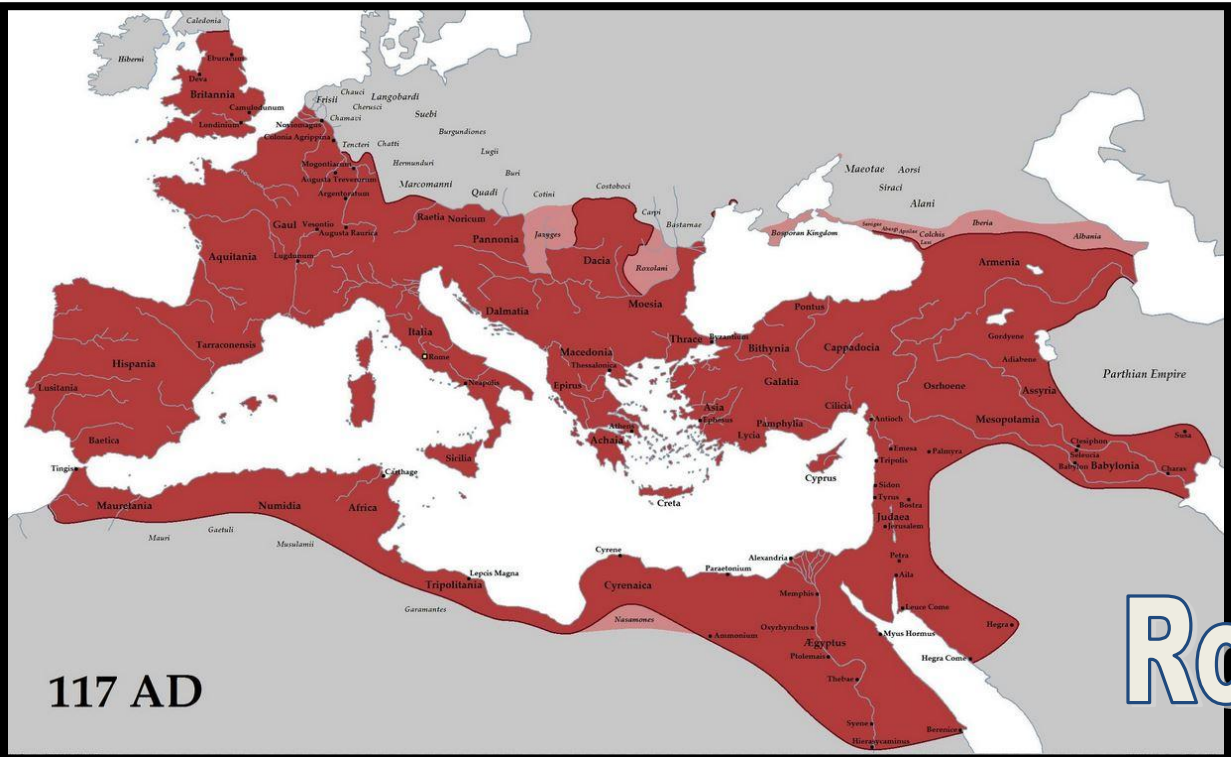 Caledonia
Hiberni
Eburacum
Deva
Britannia
Camulodunum
Londinium
Frisii
Chauci
Langobardi
Cherusci
Suebi
Chamavi
Noviomagus
Burgundiones
Colonia Agrippina
Tencteri
Chatti
Lugii
Mogontiacum
Hermunduri
Buri
Augusta Treverorum
Marcomanni
Quadi
Cotini
Costoboci
Argentoratum
Maeotae
Aorsi
Siraci
Alani
Carpi
Bastarnae
Raetia
Noricum
Gaul
Vesontio
Augusta Raurica
Pannonia
Jazyges
Bosporan Kingdom
Sanigae
Abasgi
Apsilae
Colchis
Lazi
Iberia
Albania
Aquitania
Lugdunum
Dacia
Roxolani
Armenia
Moesia
Dalmatia
Pontus
Italia
Tarraconensis
Thrace
Byzantium
Bithynia
Cappadocia
Gordyene
Rome
Macedonia
Thessalonica
Adiabene
Hispania
Parthian Empire
Neapolis
Epirus
Galatia
Osrhoene
Assyria
Lusitania
Asia
Cilicia
Ephesus
Antioch
Mesopotamia
Pamphylia
Athens
Lycia
Achaia
Baetica
Susa
Ctesiphon
Emesa
Palmyra
Seleucia
Sicilia
Tripolis
Babylon
Babylonia
Charax
Tingis
Carthage
Cyprus
Sidon
Tyrus
Bostra
Mauretania
Numidia
Africa
Creta
Judaea
Jerusalem
Mauri
Gaetuli
Musulamii
Cyrene
Alexandria
Petra
Lepcis Magna
Paraetonium
Aila
Tripolitania
Cyrenaica
Memphis
Garamantes
Leuce Come
Nasamones
Oxyrhynchus
Hegra
Ammonium
Myus Hormus
Ægyptus
Ptolemais
Hegra Come
Thebae
117 AD
Ro
Syene
Berenice
Hierasycaminus